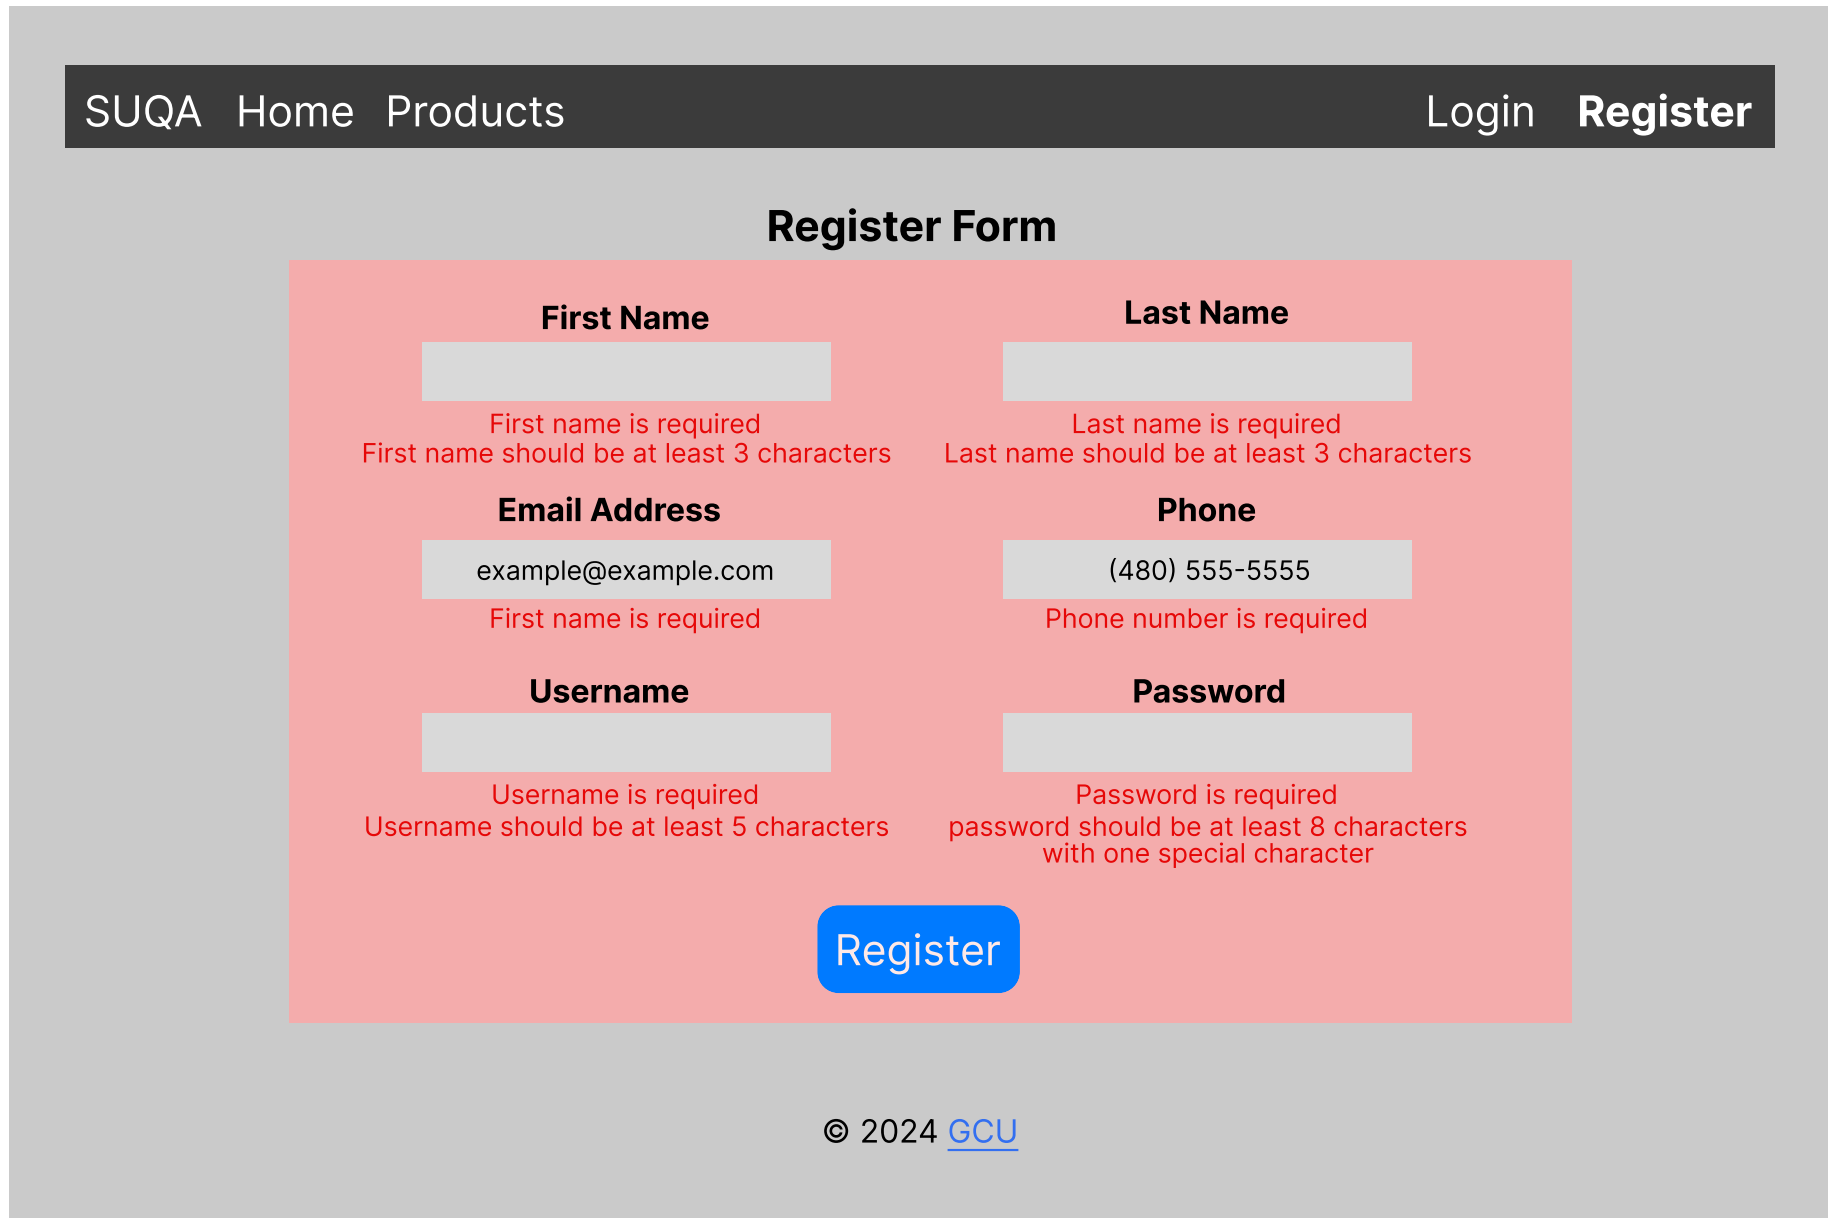 SUQA Home Products Login Register
Register Form
First Name Last Name
First name is required Last name is required
First name should be at least 3 characters Last name should be at least 3 characters
Email Address Phone
example@example.com (480) 555-5555
First name is required Phone number is required
Username Password
Username is required Password is required
Username should be at least 5 characters password should be at least 8 characters
with one special character
Register
© 2024 GCU